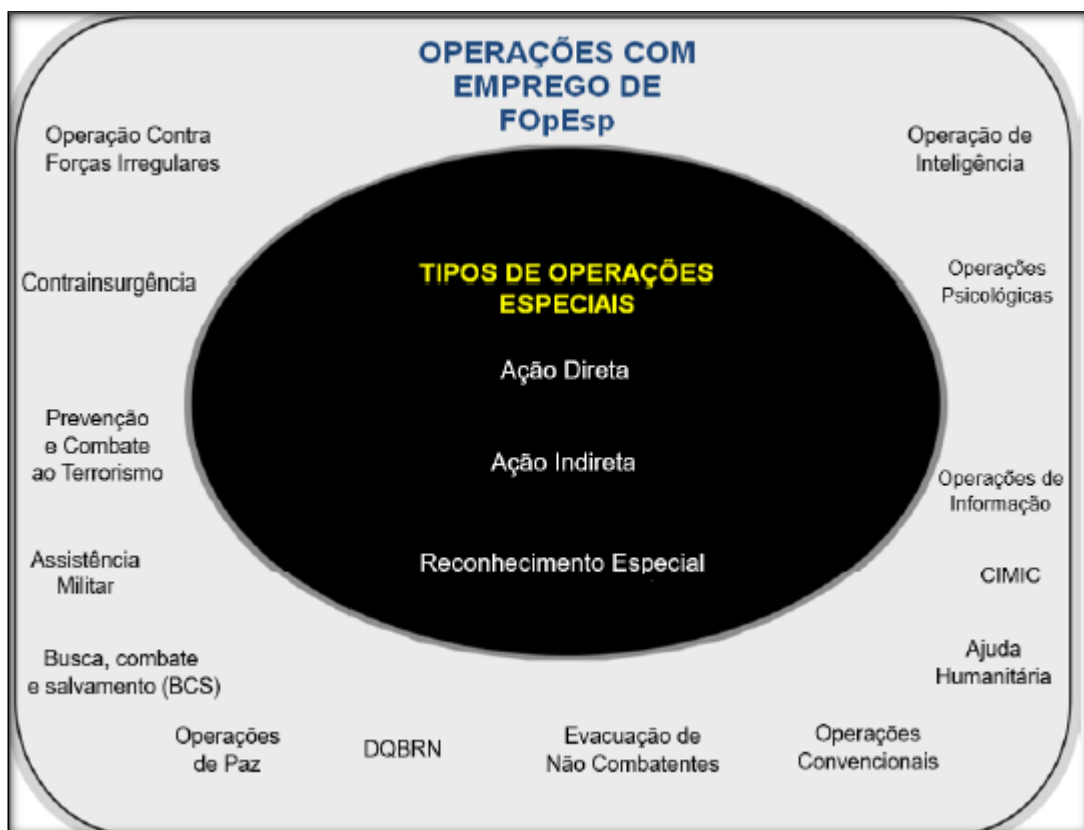 OPERAÇÕES COM
EMPREGO DE
FOpEsp
Operação Contra
Forças Irregulares
Contrainsurgência
Prevenção
e Combate
ao Terrorismo
Assistência
Militar
Busca, combate
e salvamento (BCS)
TIPOS DE OPERAÇÕES
ESPECIAIS
Ação Direta
Ação Indireta
Reconhecimento Especial
Operação de
Inteligência
Operações
Psicológicas
Operações de
Informação
CIMIC
Ajuda
Humanitária
Operações
de Paz
DQBRN
Evacuação de
Não Combatentes
Operações
Convencionais